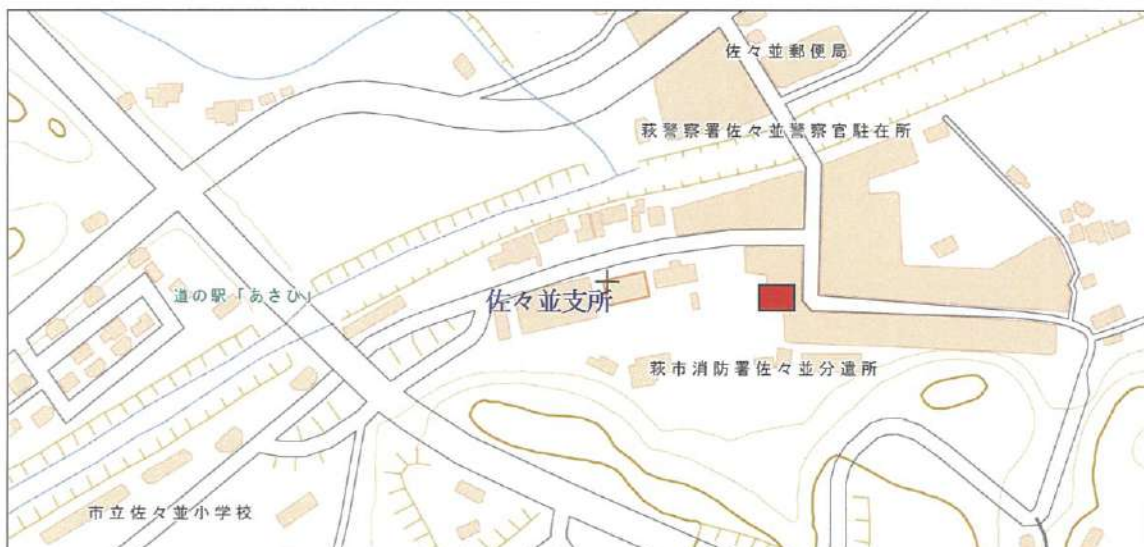 佐々並郵便局
萩警察署佐々並警察官駐在所
道の駅「あさひ」
佐々並支所
萩市消防署佐々並分遣所
市立佐々並小学校